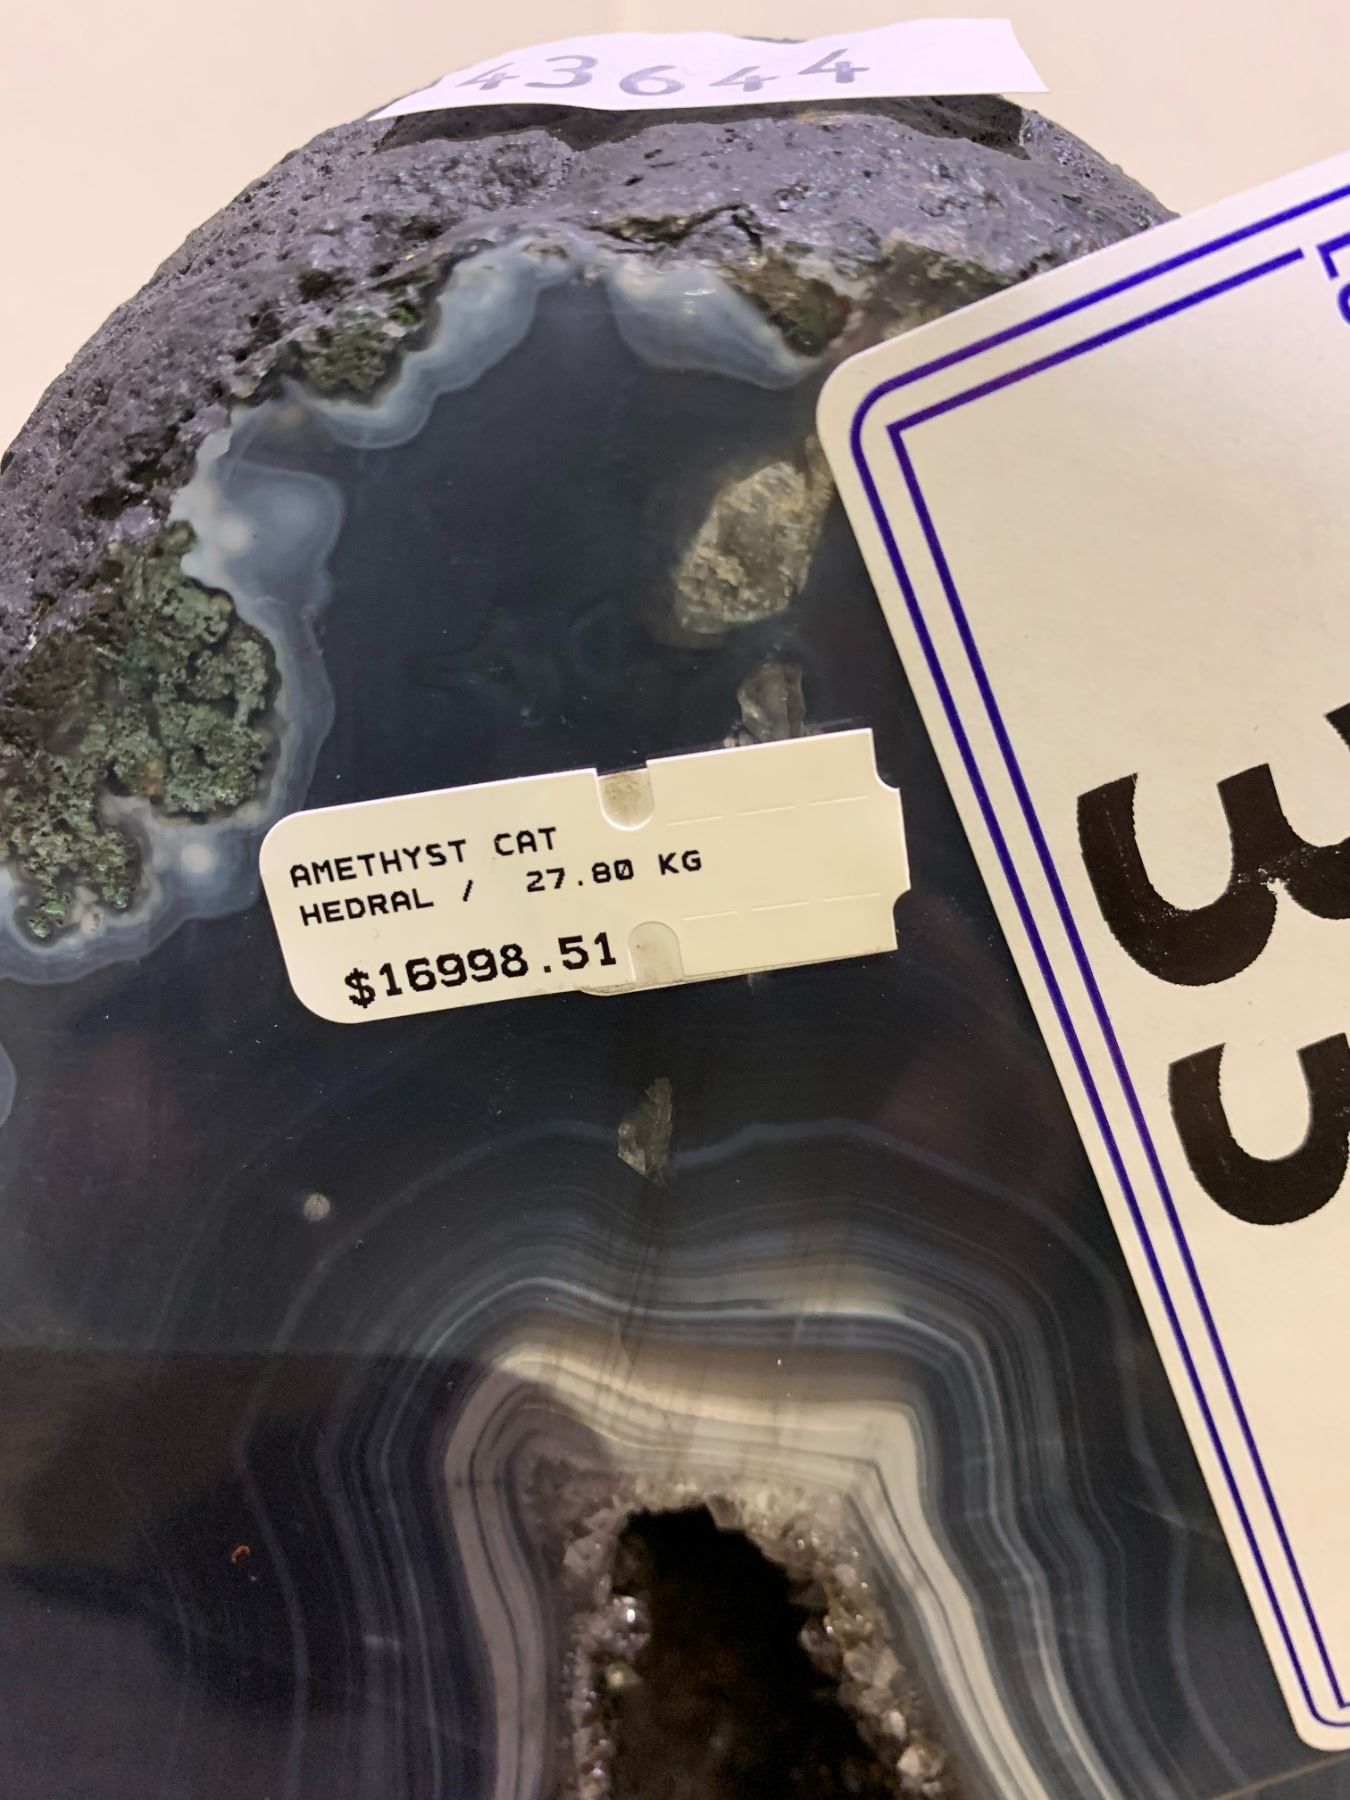 43644
AMETHYST CAT
HEDRAL / 27.80 KG
$16998.51